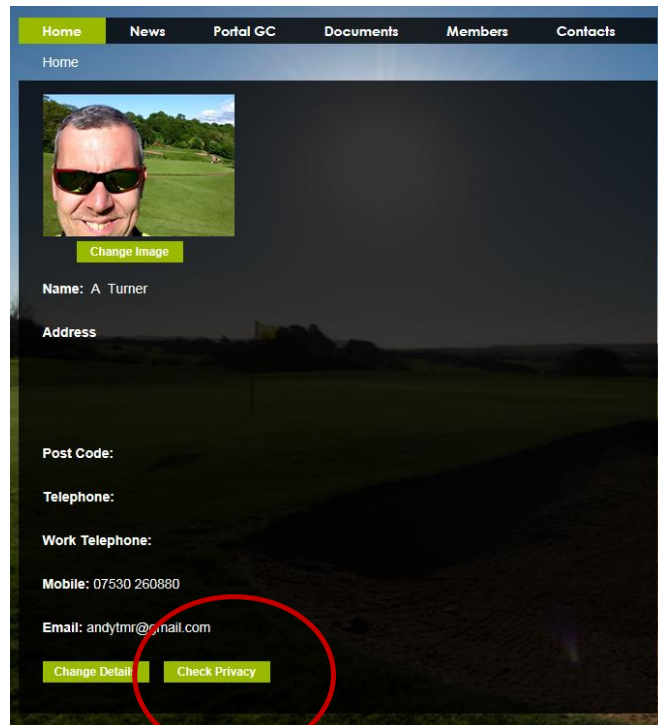 Home News Portal GC Documents Members Contacts
Home
Change Image
Name: A Turner
Address
Post Code:
Telephone:
Work Telephone:
Mobile: 07530 260880
Email: andytmr@gmail.com
Change Details Check Privacy